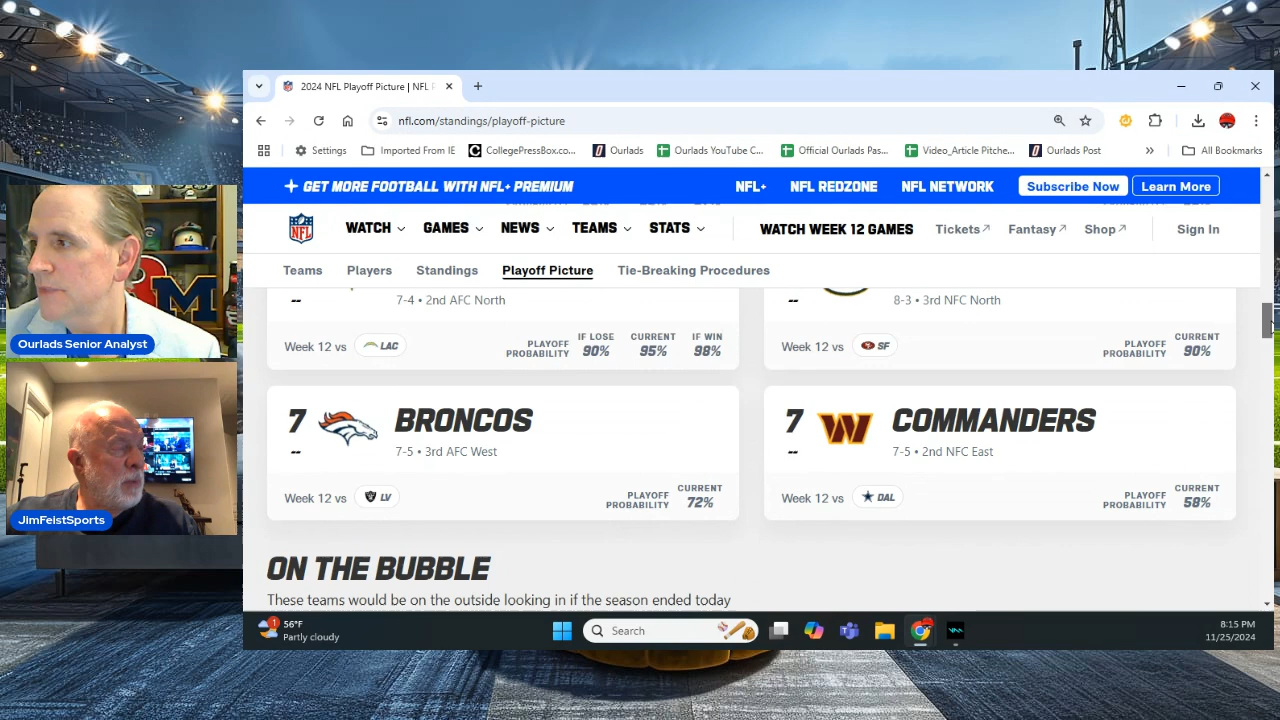 2024 NFL Playoff Picture | NFL
nfl.com/standings/playoff-picture
Settings
Imported From IE
CollegePressBox.co...
Ourlads
Ourlads YouTube C...
Official Ourlads Pas...
Video_Article Pitche...
Ourlads Post
All Bookmarks
GET MORE FOOTBALL WITH NFL+ PREMIUM
NFL+
NFL REDZONE
NFL NETWORK
Subscribe Now
Learn More
NFL
WATCH
GAMES
NEWS
TEAMS
STATS
WATCH WEEK 12 GAMES
Tickets
Fantasy
Shop
Sign In
Teams
Players
Standings
Playoff Picture
Tie-Breaking Procedures
--
7-4 • 2nd AFC North
Week 12 vs
LAC
PLAYOFF
PROBABILITY
IF LOSE
90%
CURRENT
95%
IF WIN
98%
--
8-3 • 3rd NFC North
Week 12 vs
SF
PLAYOFF
PROBABILITY
CURRENT
90%
7
BRONCOS
--
7-5 • 3rd AFC West
Week 12 vs
LV
PLAYOFF
PROBABILITY
CURRENT
72%
7
COMMANDERS
--
7-5 • 2nd NFC East
Week 12 vs
DAL
PLAYOFF
PROBABILITY
CURRENT
58%
ON THE BUBBLE
These teams would be on the outside looking in if the season ended today
Ourlads Senior Analyst
JimFeistSports
1
56°F
Partly cloudy
Search
8:15 PM
11/25/2024